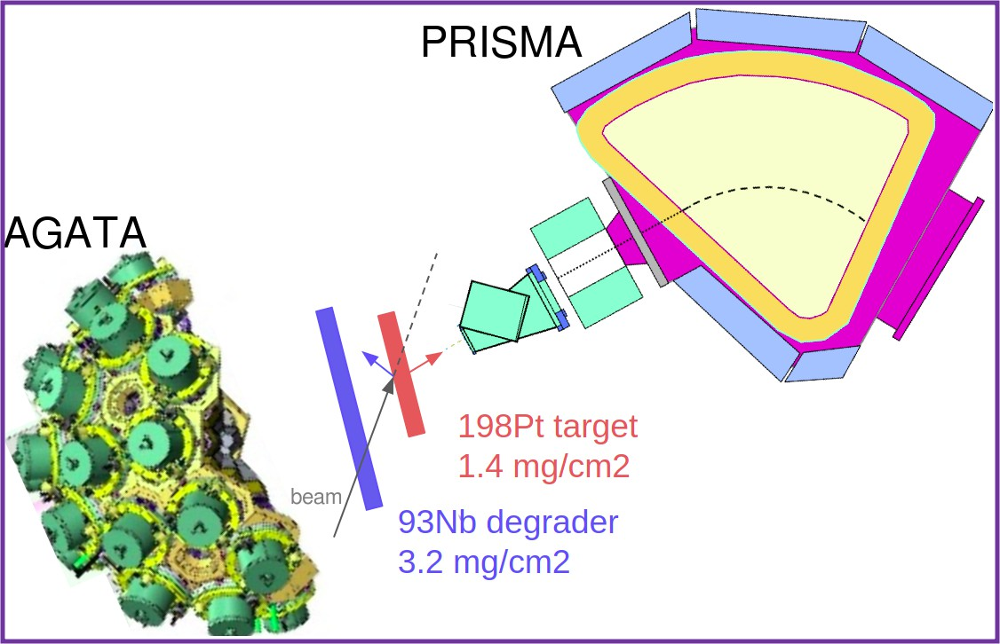 PRISMA
AGATA
198Pt target
1.4 mg/cm2
beam
93Nb degrader
3.2 mg/cm2